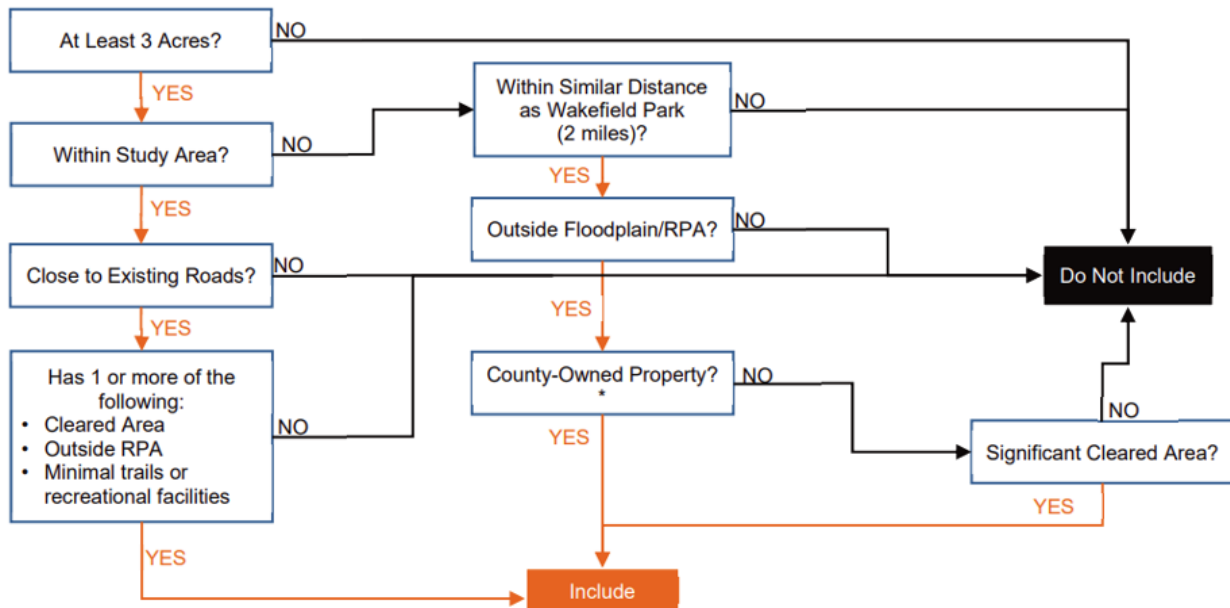 At Least 3 Acres?
NO
YES
Within Study Area?
NO
YES
Close to Existing Roads?
NO
YES
Has 1 or more of the
following:
• Cleared Area
• Outside RPA
• Minimal trails or
recreational facilities
NO
YES
Within Similar Distance
as Wakefield Park
(2 miles)?
NO
YES
Outside Floodplain/RPA?
NO
YES
County-Owned Property?
*
NO
YES
Significant Cleared Area?
NO
YES
Do Not Include
Include